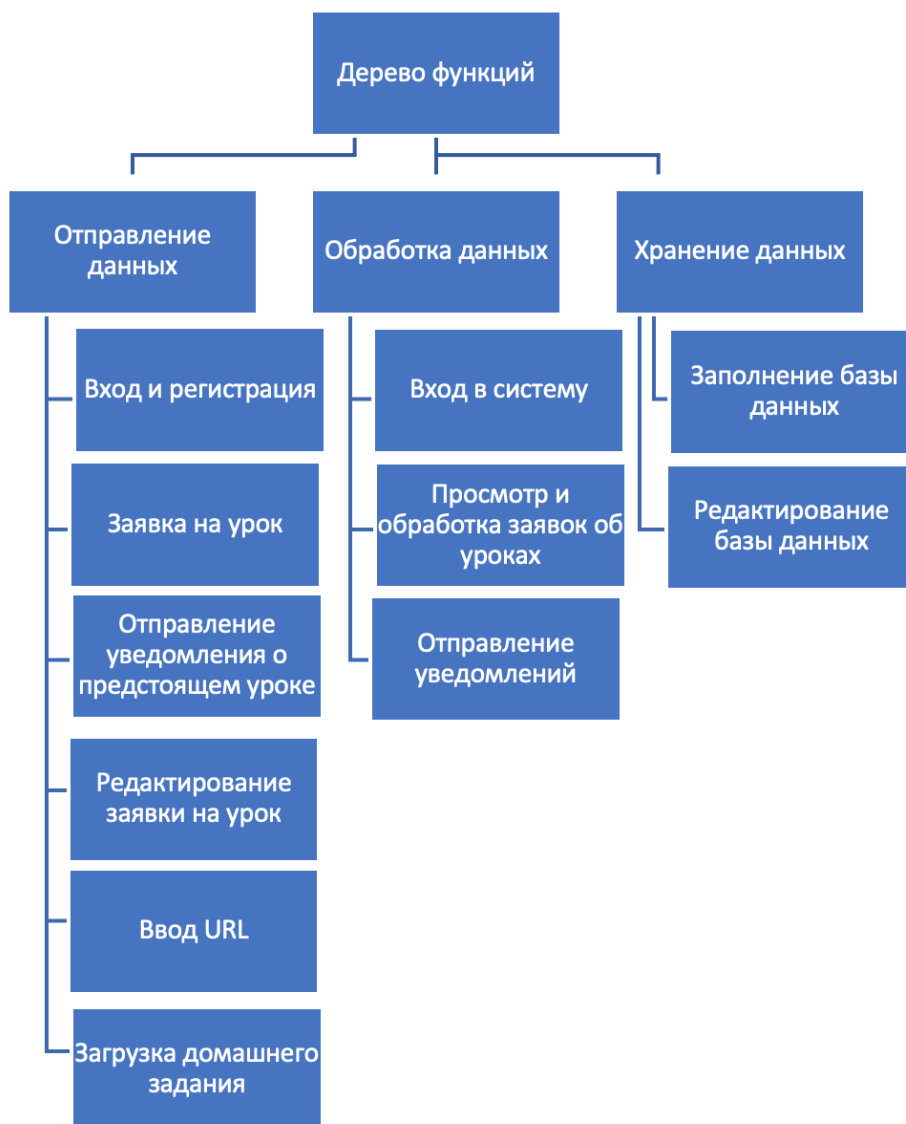 Дерево функций
Отправление
данных
Обработка данных
Хранение данных
Вход и регистрация
Заявка на урок
Отправление
уведомления о
предстоящем уроке
Редактирование
заявки на урок
Ввод URL
Загрузка домашнего
задания
Вход в систему
Просмотр и
обработка заявок об
уроках
Отправление
уведомлений
Заполнение базы
данных
Редактирование
базы данных